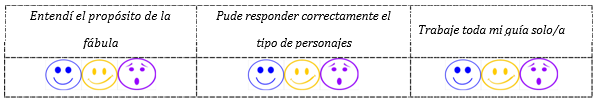 Entendí el propósito de la
fábula
Pude responder correctamente el
tipo de personajes
Trabaje toda mi guía solo/a